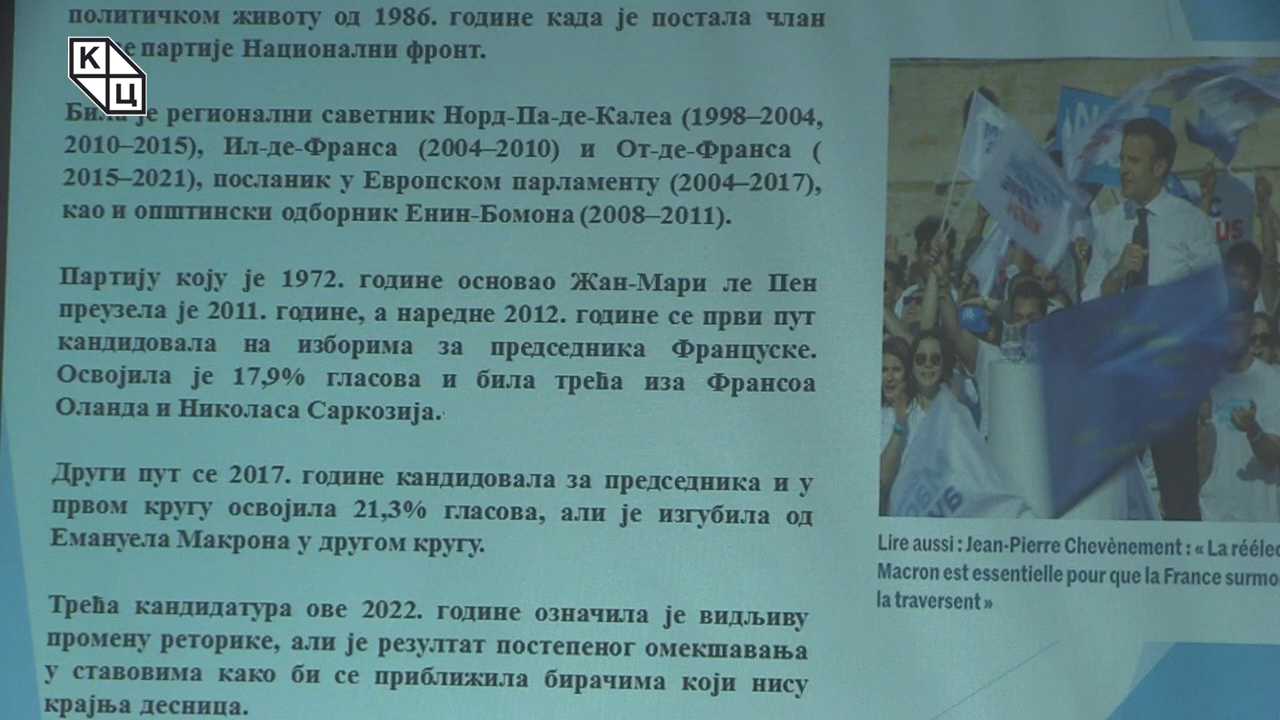 политичком животу од 1986. године када је постала члан
партије Национални фронт.
К
Ц
Била је регионални саветник Норд-Па-де-Калеа (1998–2004,
2010–2015), Ил-де-Франса (2004–2010) и От-де-Франса (
2015–2021), посланик у Европском парламенту (2004–2017),
као и општински одборник Енин-Бомона (2008–2011).
Партију коју је 1972. године основао Жан-Мари ле Пен
преузела је 2011. године, а наредне 2012. године се први пут
кандидовала на изборима за председника Француске.
Освојила је 17,9% гласова и била трећа иза Франсоа
Оланда и Николаса Саркозија.
Други пут се 2017. године кандидовала за председника и у
првом кругу освојила 21,3% гласова, али је изгубила од
Емануела Макрона у другом кругу.
Трећа кандидатура ове 2022. године означила је видљиву
промену реторике, али је резултат постепеног омекшавања
у ставовима како би се приближила бирачима који нису
крајња десница.
Lire aussi : Jean-Pierre Chevènement : « La réélec
Macron est essentielle pour que la France surmo
la traversent »